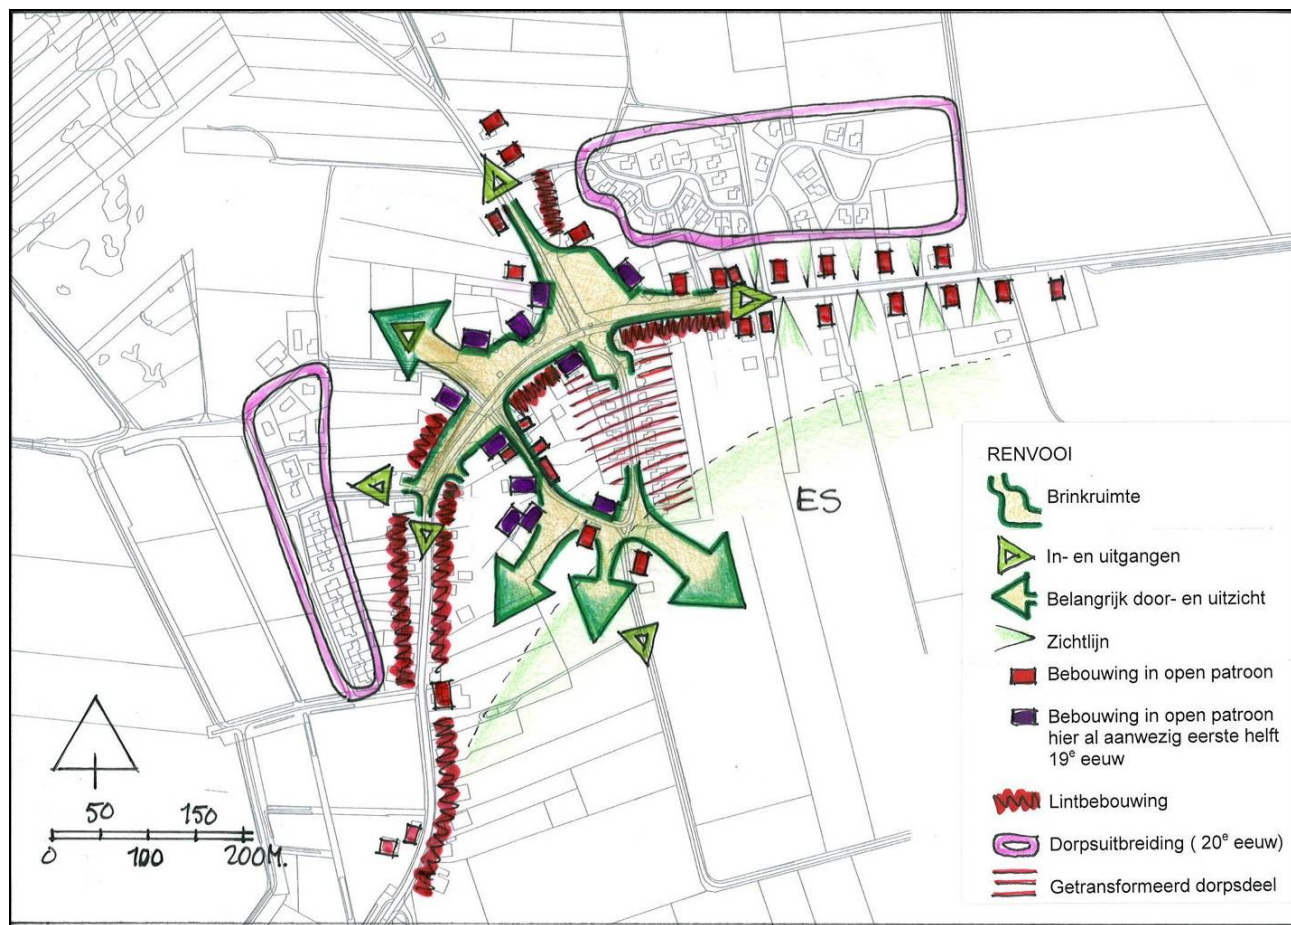 ES
RENVOOI
Brinkruimte
In- en uitgangen
Belangrijk door- en uitzicht
Zichtlijn
Bebouwing in open patroon
Bebouwing in open patroon
hier al aanwezig eerste helft
19e eeuw
Lintbebouwing
Dorpsuitbreiding ( 20e eeuw)
Getransformeerd dorpsdeel
50 150
0 100 200M.